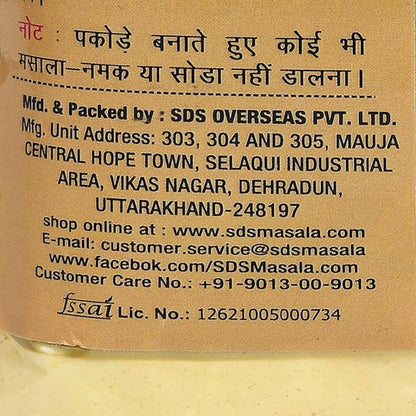 नोट : पकोड़े बनाते हुए कोई भी
मसाला-नमक या सोडा नहीं डालना।
Mfd. & Packed by : SDS OVERSEAS PVT. LTD.
Mfg. Unit Address: 303, 304 AND 305, MAUJA
CENTRAL HOPE TOWN, SELAQUI INDUSTRIAL
AREA, VIKAS NAGAR, DEHRADUN,
UTTARAKHAND-248197
shop online at : www.sdsmasala.com
E-mail: customer.service@sdsmasala
www.facebok.com/SDSMasala.com
Customer Care No.: +91-9013-00-9013
fssai Lic. No.: 12621005000734